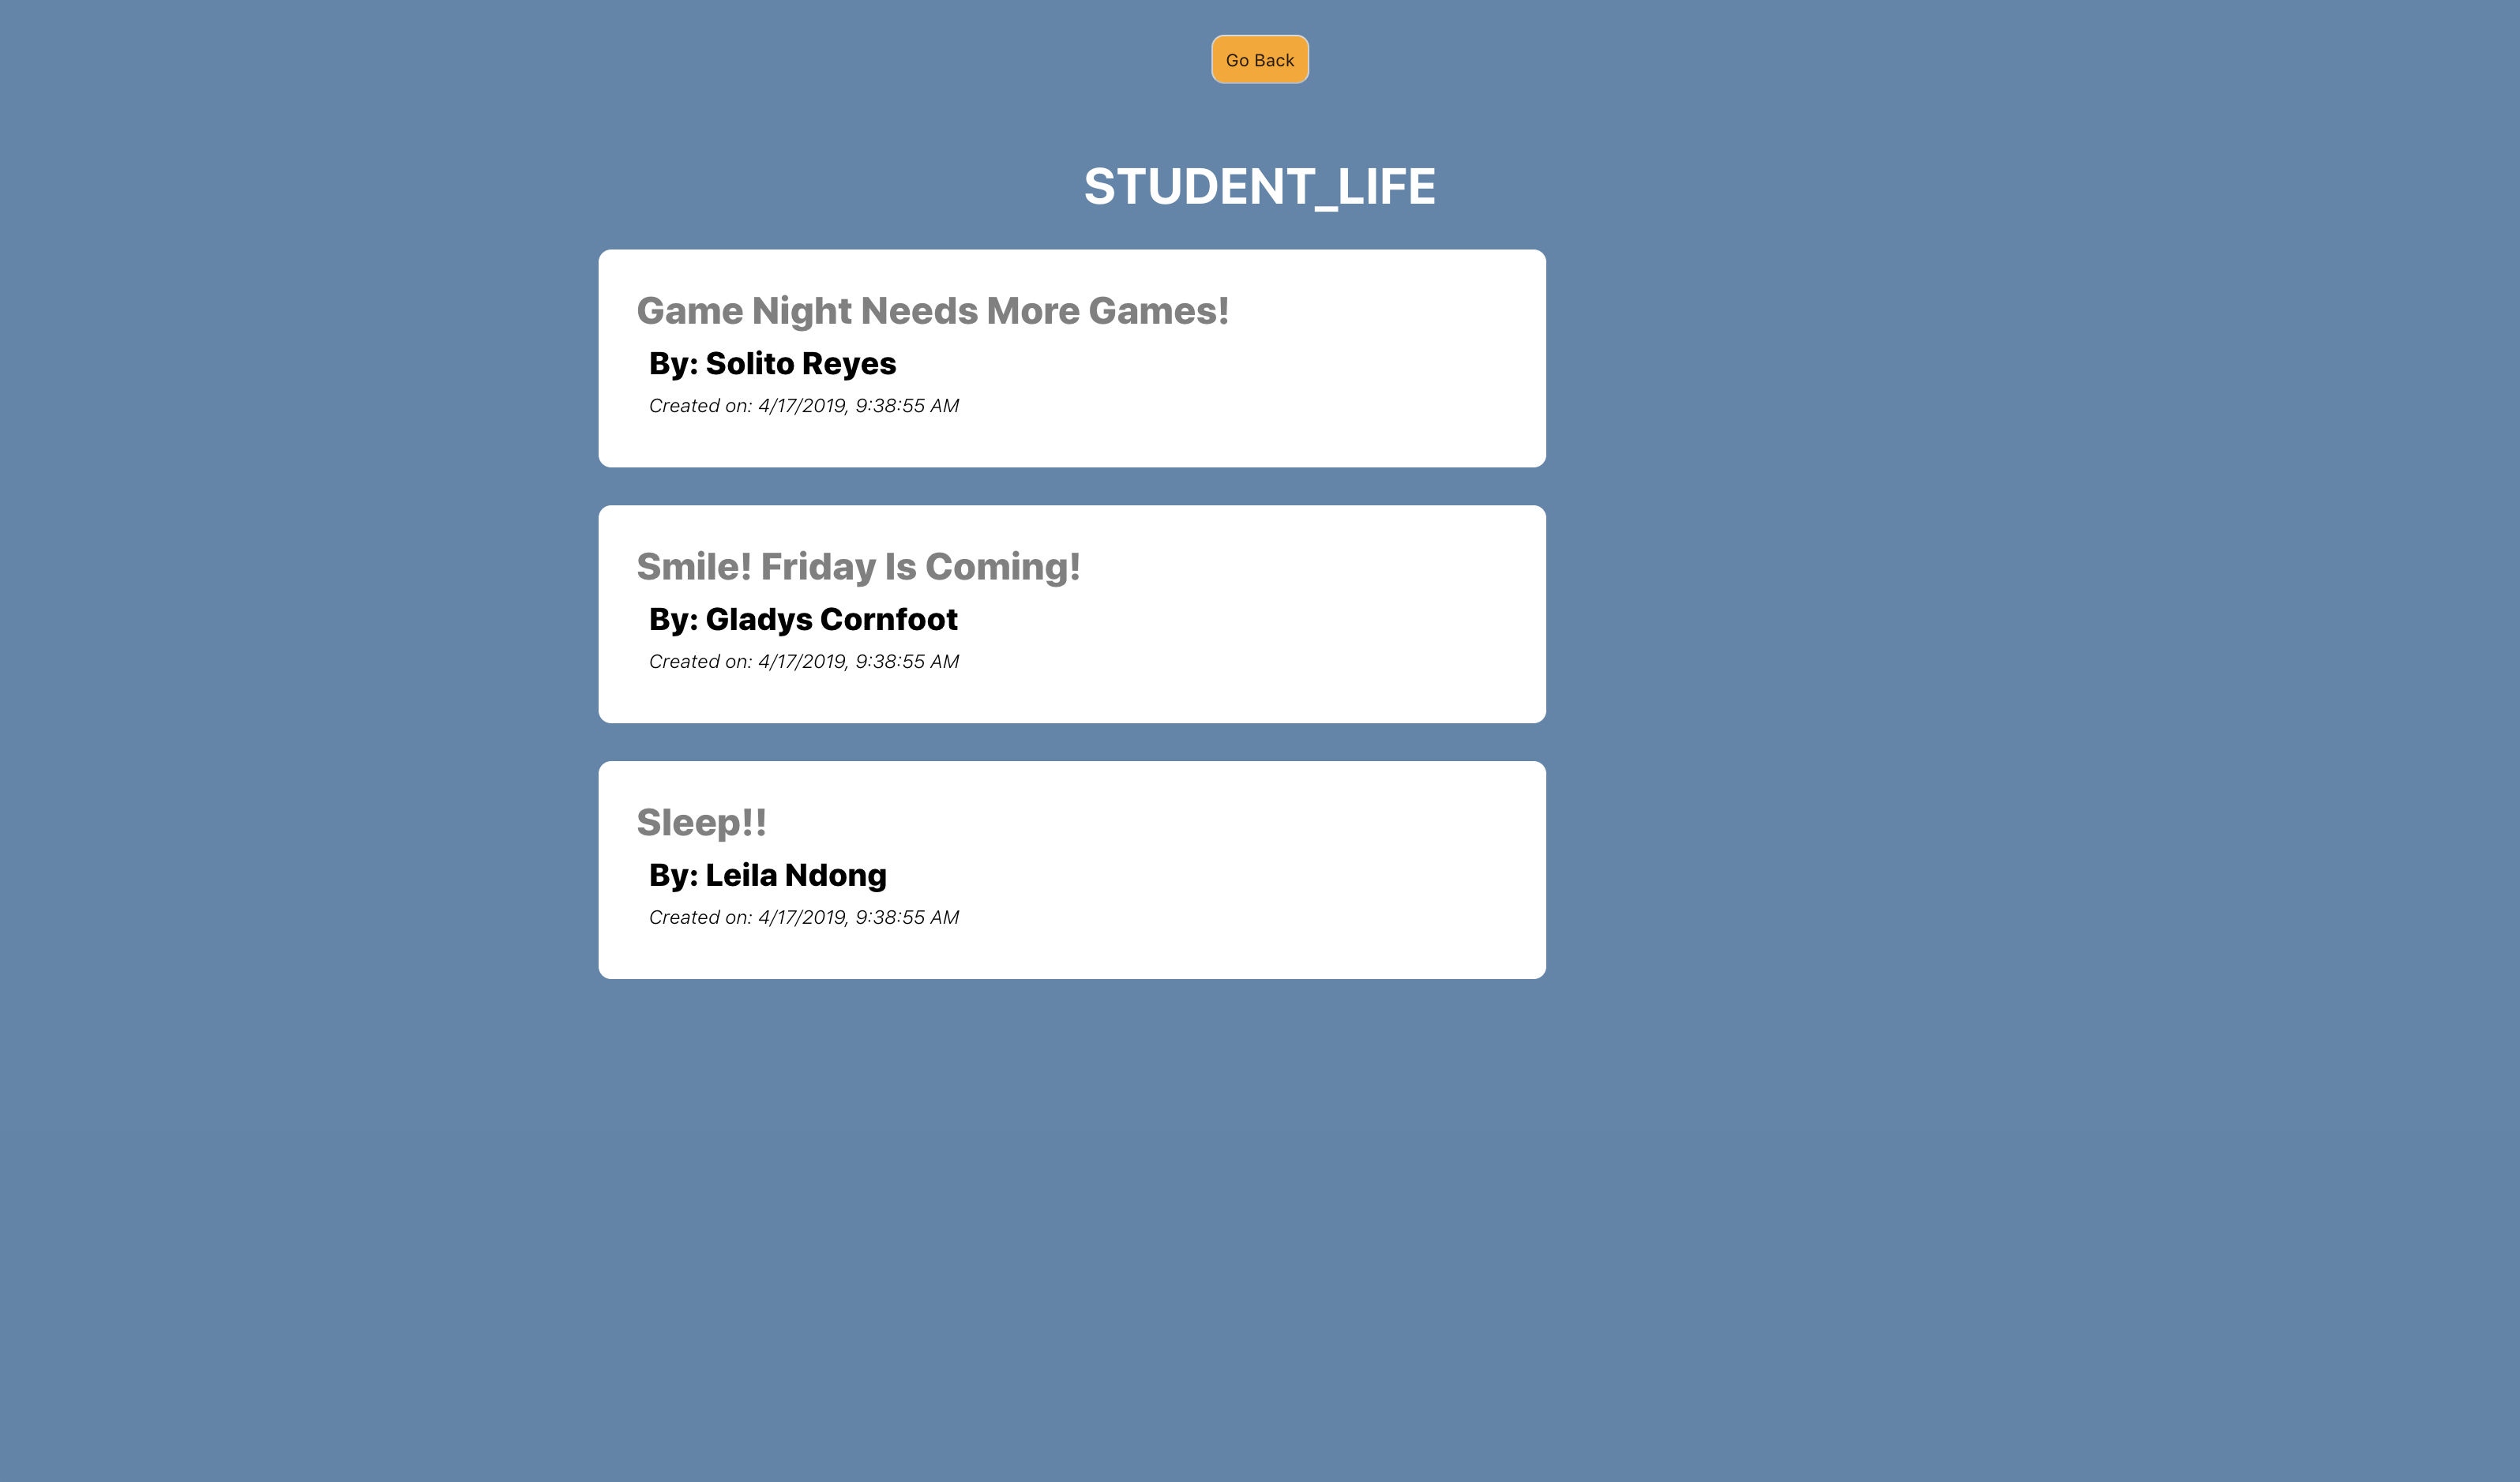 Go Back
STUDENT_LIFE
Game Night Needs More Games!
By: Solito Reyes
Created on: 4/17/2019, 9:38:55 AM
Smile! Friday Is Coming!
By: Gladys Cornfoot
Created on: 4/17/2019, 9:38:55 AM
Sleep!!
By: Leila Ndong
Created on: 4/17/2019, 9:38:55 AM